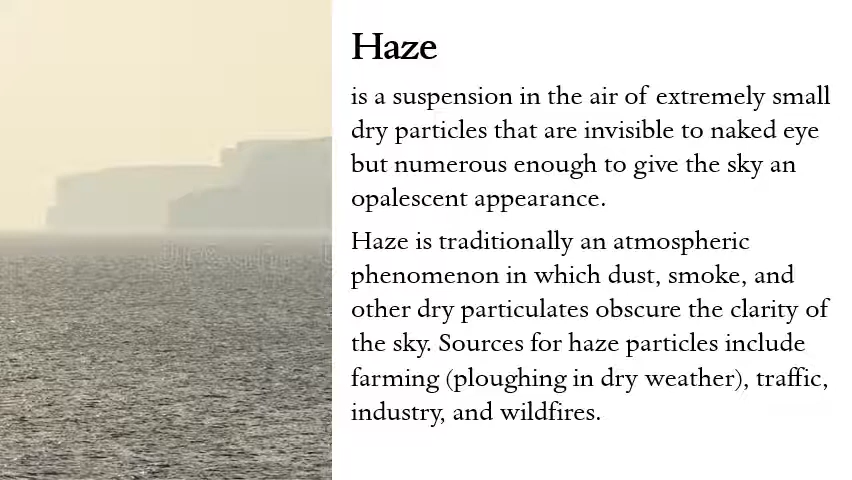 Haze
is a suspension in the air of extremely small
dry particles that are invisible to naked eye
but numerous enough to give the sky an
opalescent appearance.
Haze is traditionally an atmospheric
phenomenon in which dust, smoke, and
other dry particulates obscure the clarity of
the sky. Sources for haze particles include
farming (ploughing in dry weather), traffic,
industry, and wildfires.